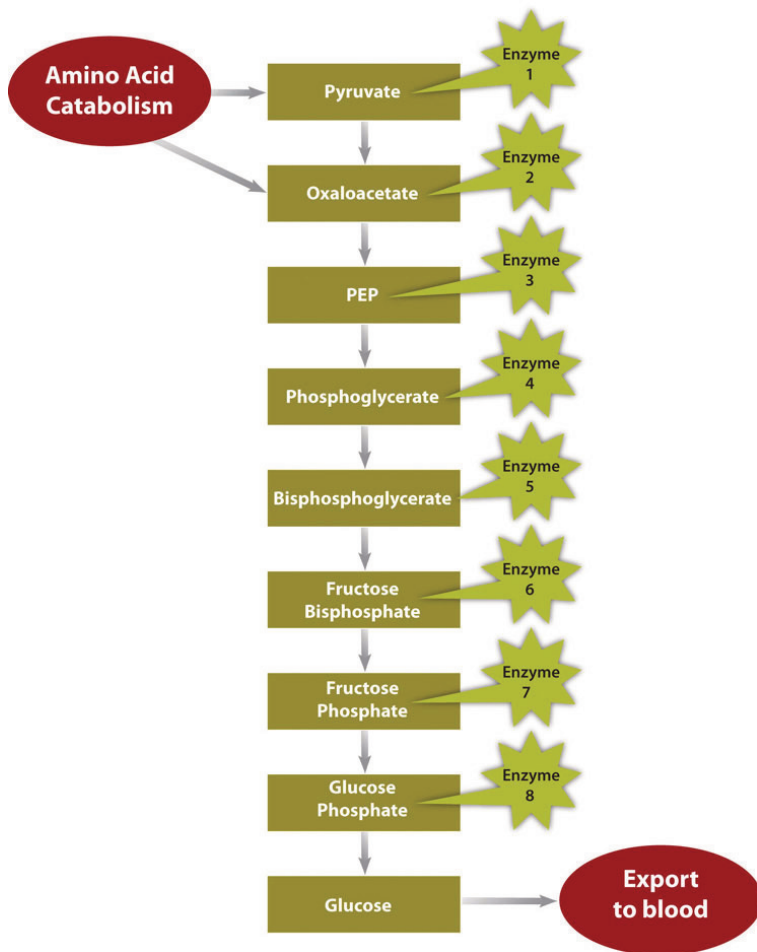 Amino Acid
Catabolism
Pyruvate
Enzyme
1
Oxaloacetate
Enzyme
2
PEP
Enzyme
3
Phosphoglycerate
Enzyme
4
Bisphosphoglycerate
Enzyme
5
Fructose
Bisphosphate
Enzyme
6
Fructose
Phosphate
Enzyme
7
Glucose
Phosphate
Enzyme
8
Glucose
Export
to blood